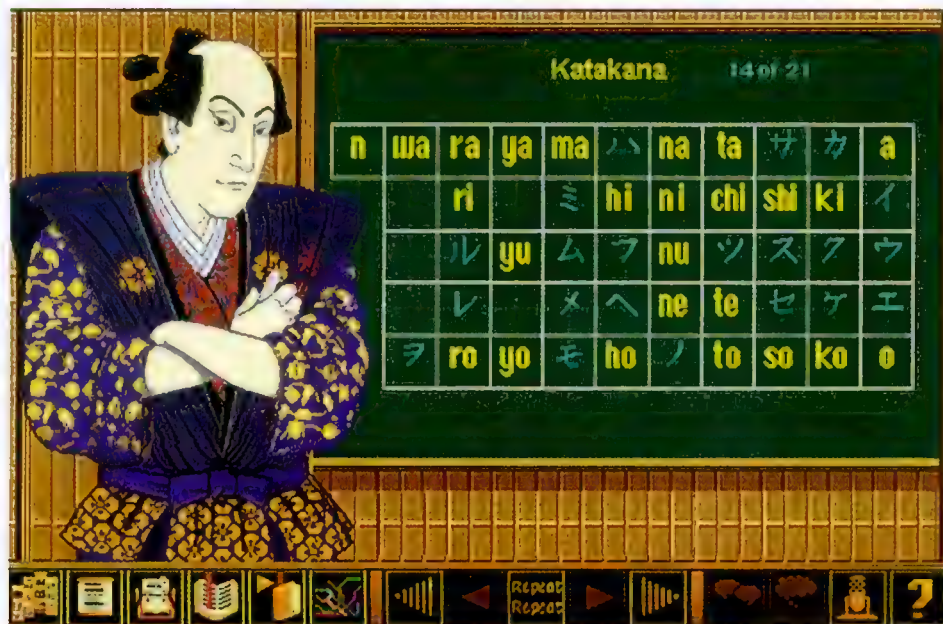 Katakana 14 of 21
n wa ra ya ma ハ na ta サ カ a
ri ミ hi ni chi shi ki イ
ル yu ム フ nu ツ ス ク ウ
レ メ ヘ ne te セ ケ エ
ヲ ro yo モ ho ノ to so ko o
Repeat
Repeat
?